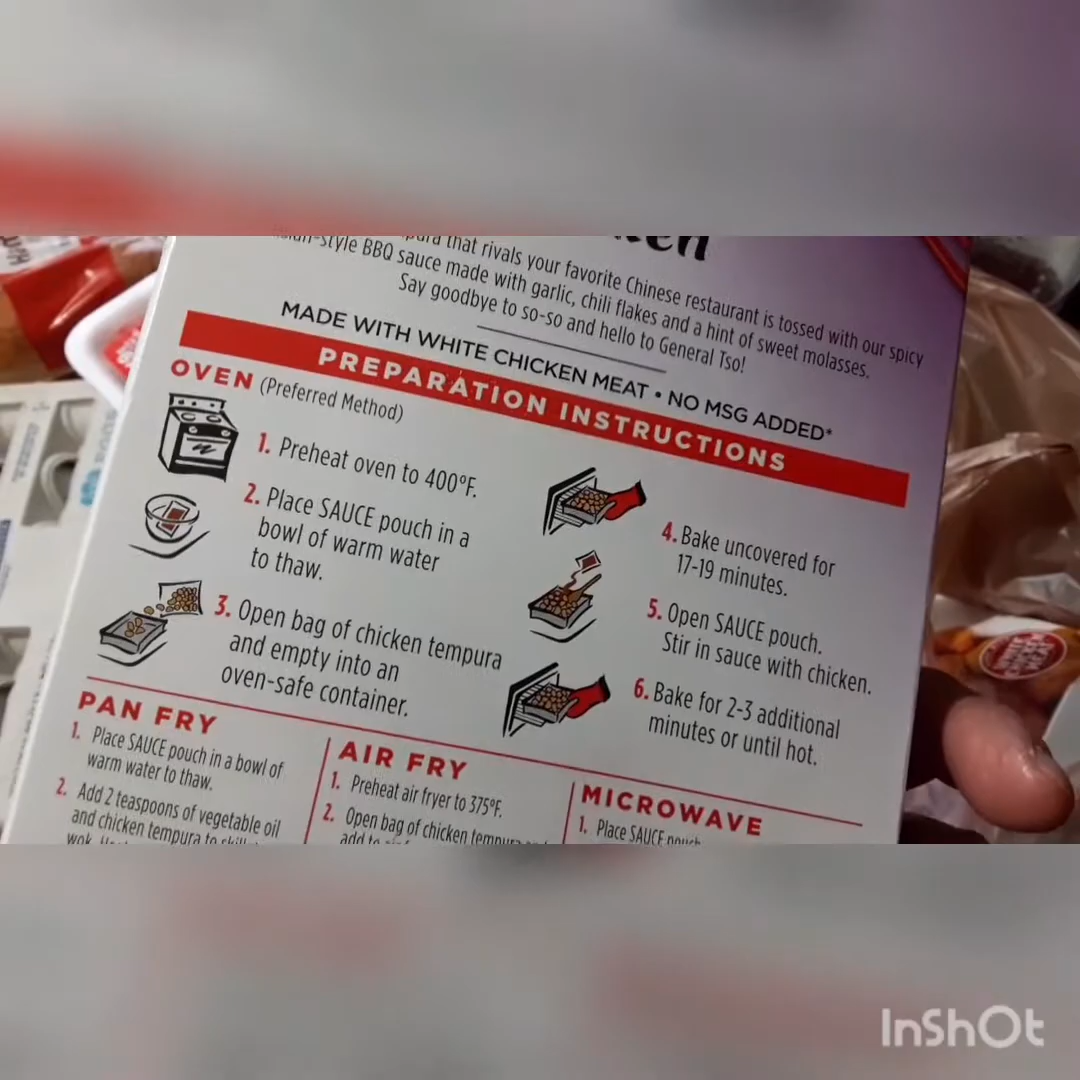 that rivals your favorite Chinese restaurant is tossed with our spicy
-style BBQ sauce made with garlic, chili flakes and a hint of sweet molasses.
Say goodbye to so-so and hello to General Tso!
MADE WITH WHITE CHICKEN MEAT • NO MSG ADDED*
PREPARATION INSTRUCTIONS
OVEN (Preferred Method)
1. Preheat oven to 400°F.
2. Place SAUCE pouch in a
bowl of warm water
to thaw.
3. Open bag of chicken tempura
and empty into an
oven-safe container.
4. Bake uncovered for
17-19 minutes.
5. Open SAUCE pouch.
Stir in sauce with chicken.
6. Bake for 2-3 additional
minutes or until hot.
PAN FRY
1. Place SAUCE pouch in a bowl of
warm water to thaw.
2. Add 2 teaspoons of vegetable oil
and chicken tempura to
AIR FRY
1. Preheat air fryer to 375°F.
2. Open bag of chicken tempura
add to
MICROWAVE
1. Place SAUCE pouch
InShOt